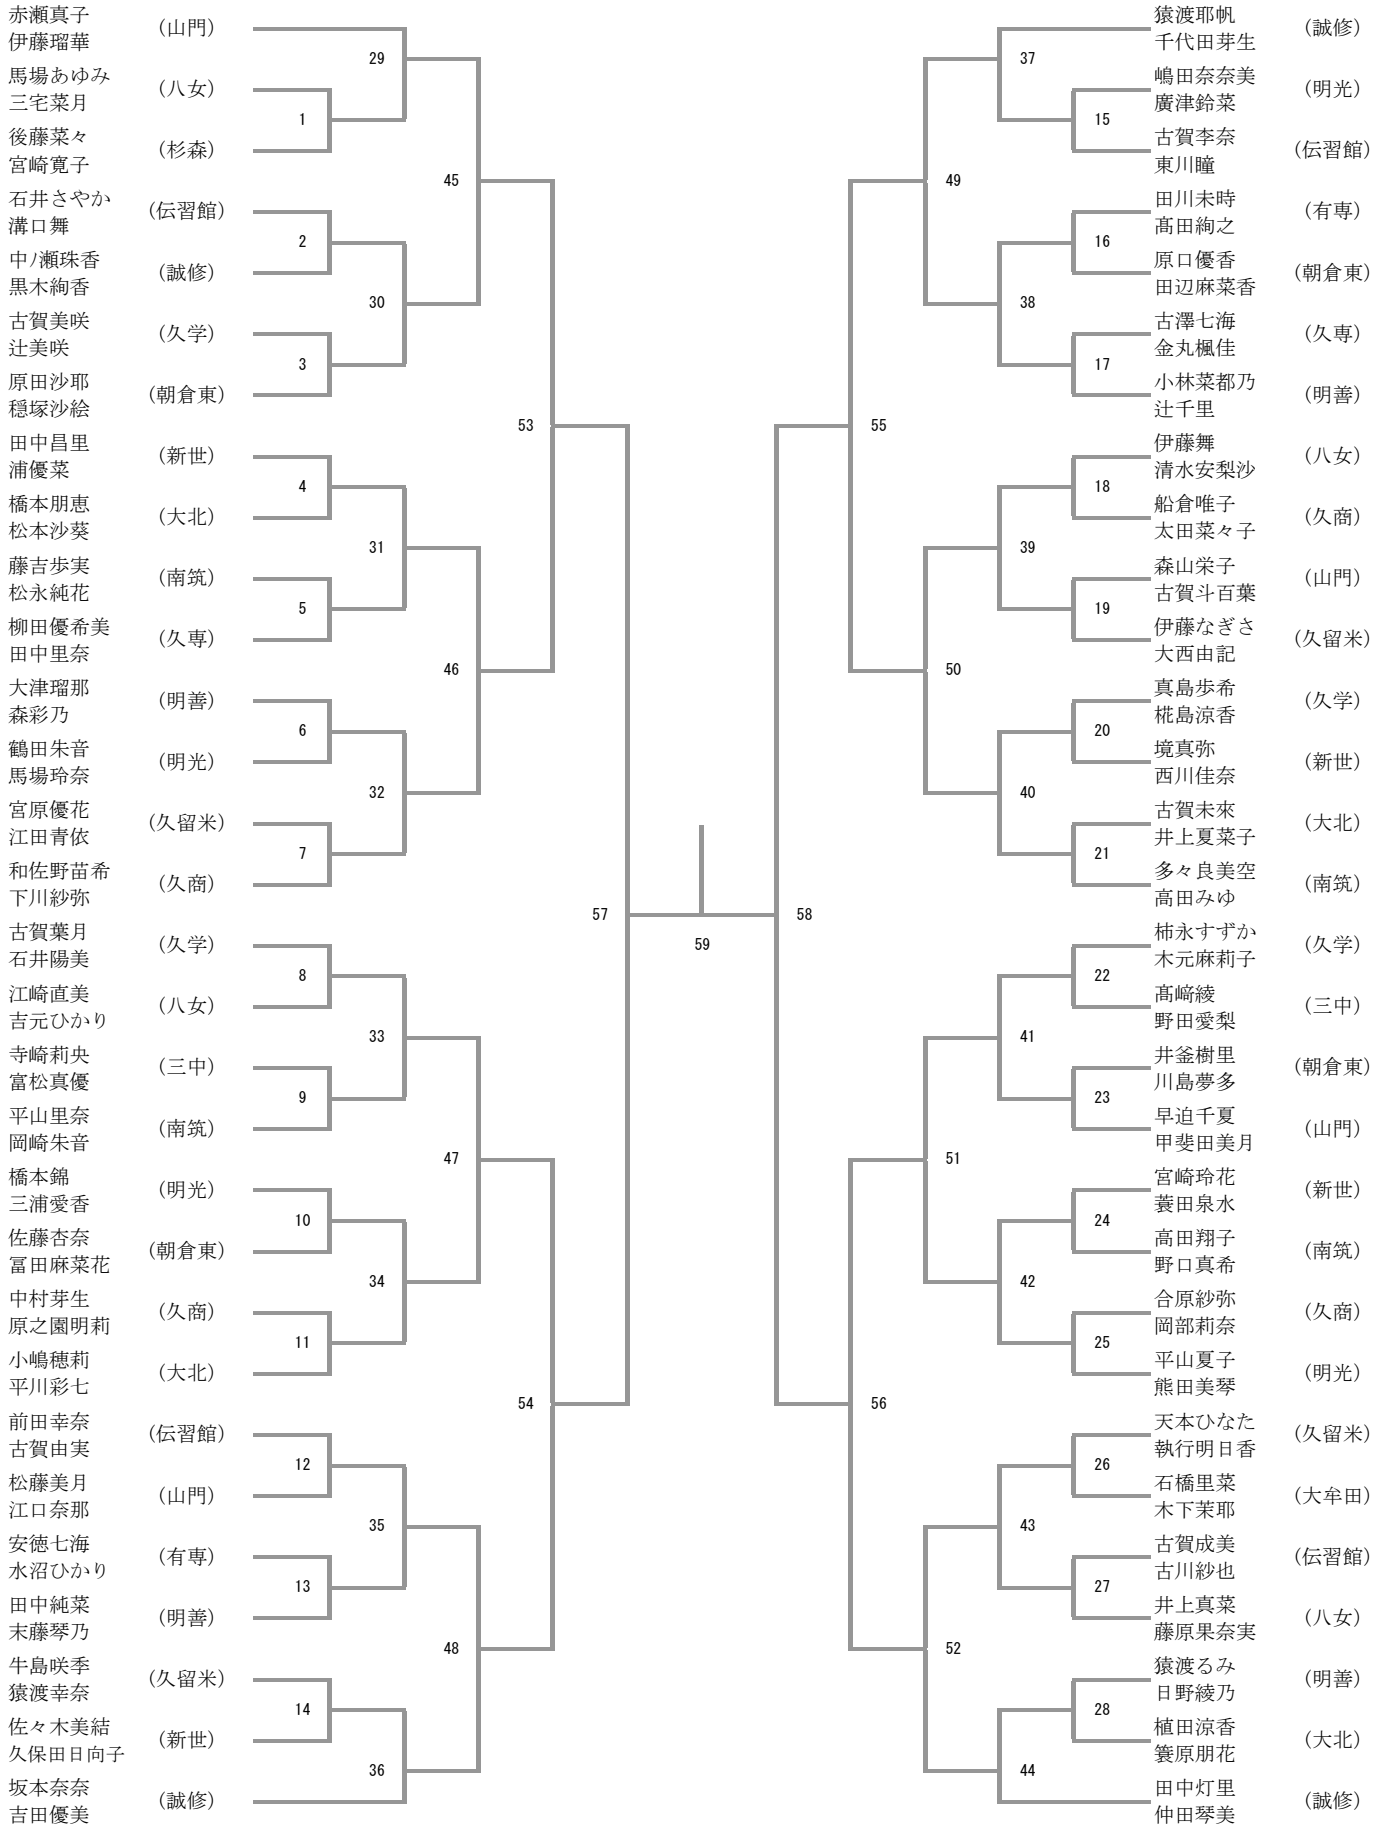 赤瀬真子
伊藤瑠華
(山門)
馬場あゆみ
三宅菜月
(八女)
後藤菜々
宮崎寛子
(杉森)
石井さやか
溝口舞
(伝習館)
中ノ瀬珠香
黒木絢香
(誠修)
古賀美咲
辻美咲
(久学)
原田沙耶
穏塚沙絵
(朝倉東)
田中昌里
浦優菜
(新世)
橋本朋恵
松本沙葵
(大北)
藤吉歩実
松永純花
(南筑)
柳田優希美
田中里奈
(久専)
大津瑠那
森彩乃
(明善)
鶴田朱音
馬場玲奈
(明光)
宮原優花
江田青依
(久留米)
和佐野苗希
下川紗弥
(久商)
古賀葉月
石井陽美
(久学)
江崎直美
吉元ひかり
(八女)
寺崎莉央
富松真優
(三中)
平山里奈
岡崎朱音
(南筑)
橋本錦
三浦愛香
(明光)
佐藤杏奈
冨田麻菜花
(朝倉東)
中村芽生
原之園明莉
(久商)
小嶋穂莉
平川彩七
(大北)
前田幸奈
古賀由実
(伝習館)
松藤美月
江口奈那
(山門)
安徳七海
水沼ひかり
(有専)
田中純菜
末藤琴乃
(明善)
牛島咲季
猿渡幸奈
(久留米)
佐々木美結
久保田日向子
(新世)
坂本奈奈
吉田優美
(誠修)
1
2
3
4
5
6
7
8
9
10
11
12
13
14
29
30
31
32
33
34
35
36
45
46
47
48
53
54
57
59
58
55
56
49
50
51
52
37
38
39
40
41
42
43
44
15
16
17
18
19
20
21
22
23
24
25
26
27
28
猿渡耶帆
千代田芽生
(誠修)
嶋田奈奈美
廣津鈴菜
(明光)
古賀李奈
東川瞳
(伝習館)
田川未時
髙田絢之
(有専)
原口優香
田辺麻菜香
(朝倉東)
古澤七海
金丸楓佳
(久専)
小林菜都乃
辻千里
(明善)
伊藤舞
清水安梨沙
(八女)
船倉唯子
太田菜々子
(久商)
森山栄子
古賀斗百葉
(山門)
伊藤なぎさ
大西由記
(久留米)
真島歩希
椛島涼香
(久学)
境真弥
西川佳奈
(新世)
古賀未來
井上夏菜子
(大北)
多々良美空
高田みゆ
(南筑)
柿永すずか
木元麻莉子
(久学)
髙﨑綾
野田愛梨
(三中)
井釜樹里
川島夢多
(朝倉東)
早迫千夏
甲斐田美月
(山門)
宮崎玲花
蓑田泉水
(新世)
高田翔子
野口真希
(南筑)
合原紗弥
岡部莉奈
(久商)
平山夏子
熊田美琴
(明光)
天本ひなた
執行明日香
(久留米)
石橋里菜
木下茉耶
(大牟田)
古賀成美
古川紗也
(伝習館)
井上真菜
藤原果奈実
(八女)
猿渡るみ
日野綾乃
(明善)
植田涼香
簑原朋花
(大北)
田中灯里
仲田琴美
(誠修)